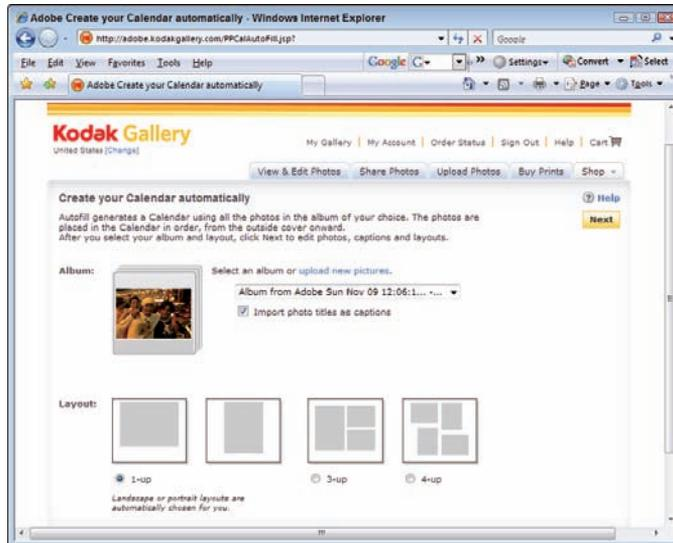 Adobe Create your Calendar automatically - Windows Internet Explorer
http://adobe.kodakgallery.com/PPCalAutoFill.jsp?
Google
File Edit View Favorites Tools Help
Google G
Settings
Convert
Select
Adobe Create your Calendar automatically
Page
Tools
Kodak Gallery
United States [Change]
My Gallery | My Account | Order Status | Sign Out | Help | Cart
View & Edit Photos
Share Photos
Upload Photos
Buy Prints
Shop
Create your Calendar automatically
? Help
Autofill generates a Calendar using all the photos in the album of your choice. The photos are
placed in the Calendar in order, from the outside cover onward.
After you select your album and layout, click Next to edit photos, captions and layouts.
Next
Album:
Select an album or upload new pictures.
Album from Adobe Sun Nov 09 12:06:1... -...
Import photo titles as captions
Layout:
1-up
3-up
4-up
Landscape or portrait layouts are
automatically chosen for you.